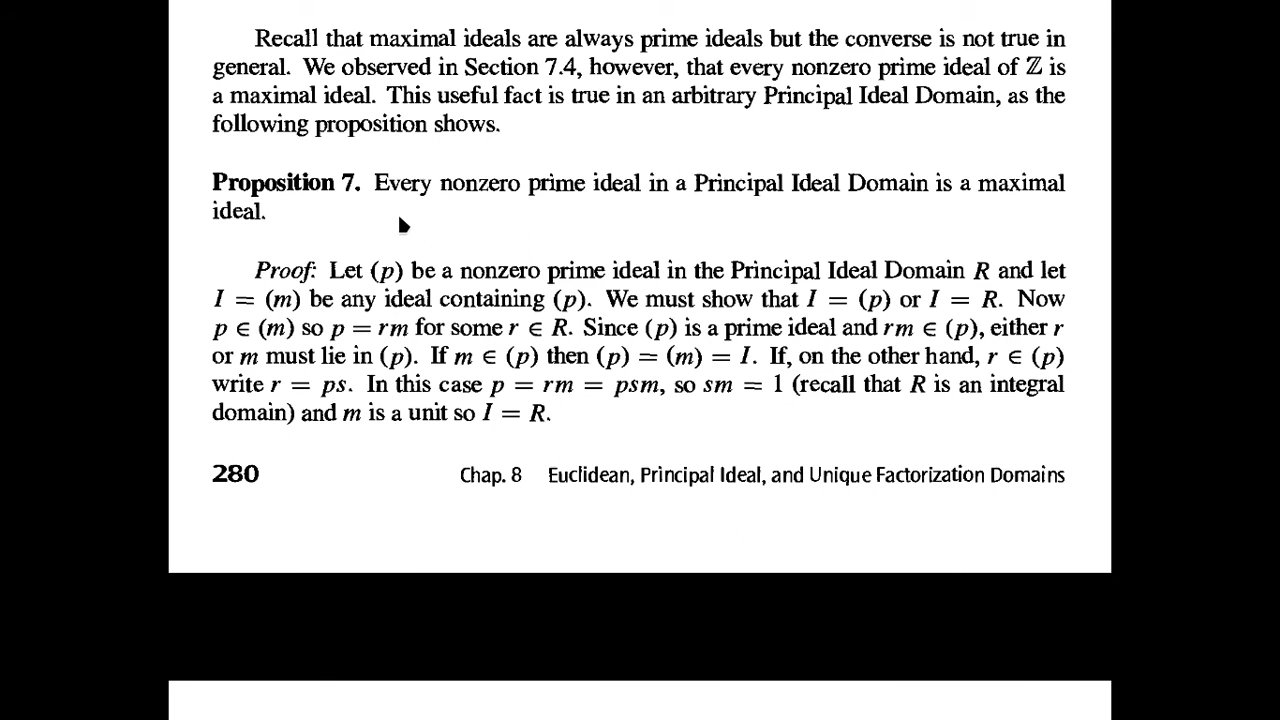 Recall that maximal ideals are always prime ideals but the converse is not true in
general. We observed in Section 7.4, however, that every nonzero prime ideal of ℤ is
a maximal ideal. This useful fact is true in an arbitrary Principal Ideal Domain, as the
following proposition shows.
Proposition 7. Every nonzero prime ideal in a Principal Ideal Domain is a maximal
ideal.
Proof: Let (p) be a nonzero prime ideal in the Principal Ideal Domain R and let
I = (m) be any ideal containing (p). We must show that I = (p) or I = R. Now
p ∈ (m) so p = rm for some r ∈ R. Since (p) is a prime ideal and rm ∈ (p), either r
or m must lie in (p). If m ∈ (p) then (p) = (m) = I. If, on the other hand, r ∈ (p)
write r = ps. In this case p = rm = psm, so sm = 1 (recall that R is an integral
domain) and m is a unit so I = R.
280 Chap. 8 Euclidean, Principal Ideal, and Unique Factorization Domains